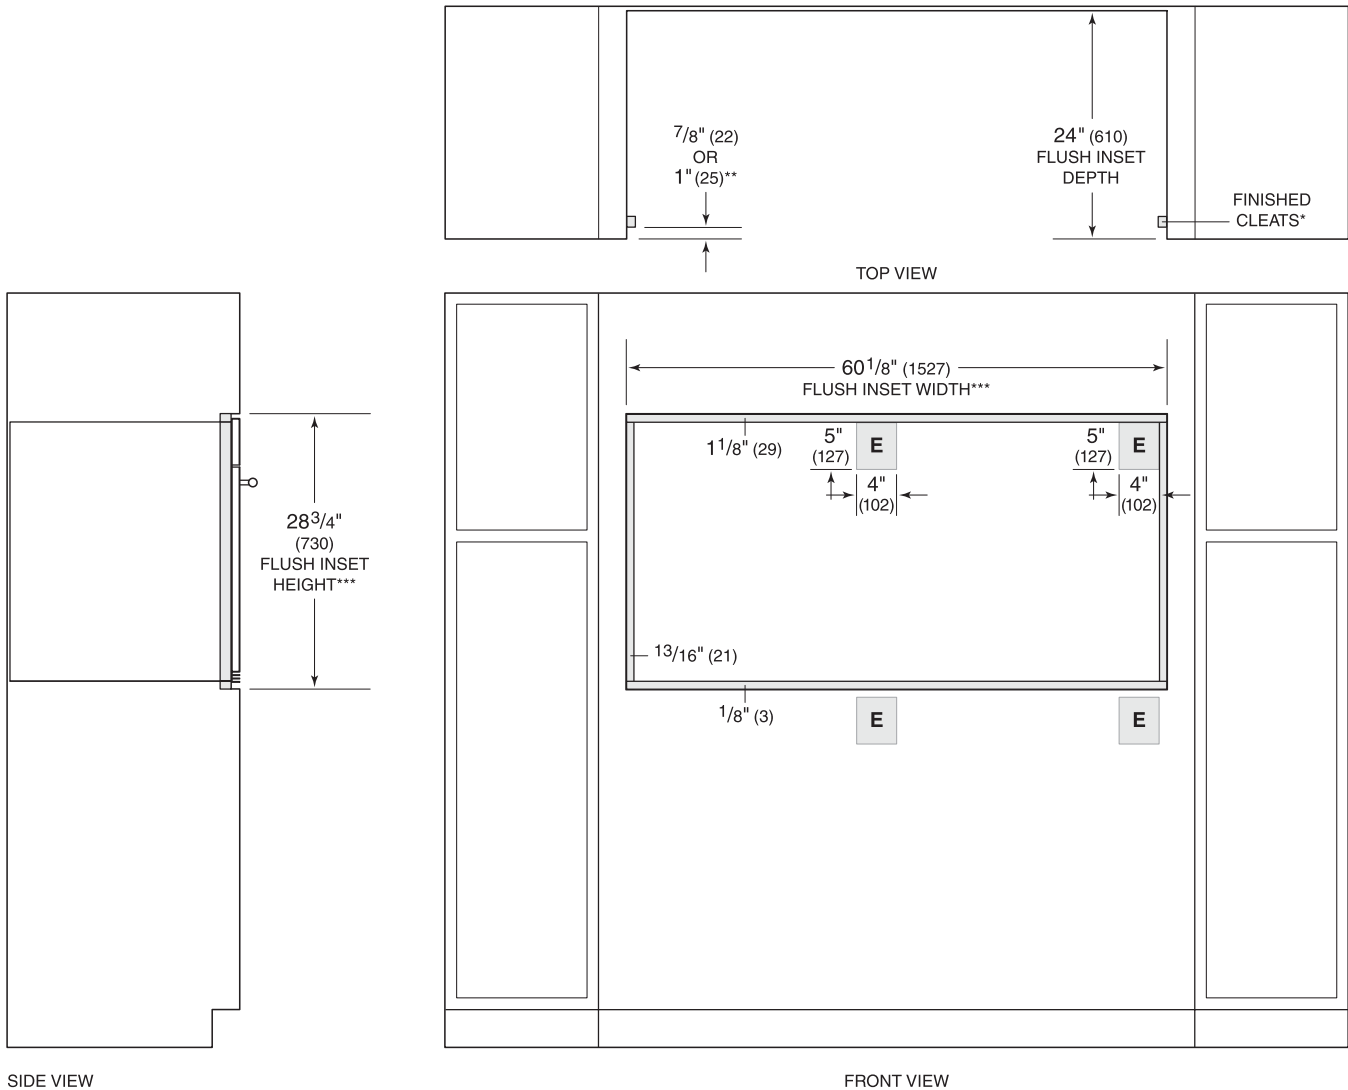 7/8" (22)
OR
1" (25)**
24" (610)
FLUSH INSET
DEPTH
FINISHED
CLEATS*
TOP VIEW
60 1/8" (1527)
FLUSH INSET WIDTH***
1 1/8" (29)
5"
(127)
E
4"
(102)
5"
(127)
E
4"
(102)
28 3/4"
(730)
FLUSH INSET
HEIGHT***
13/16" (21)
1/8" (3)
E
E
SIDE VIEW
FRONT VIEW